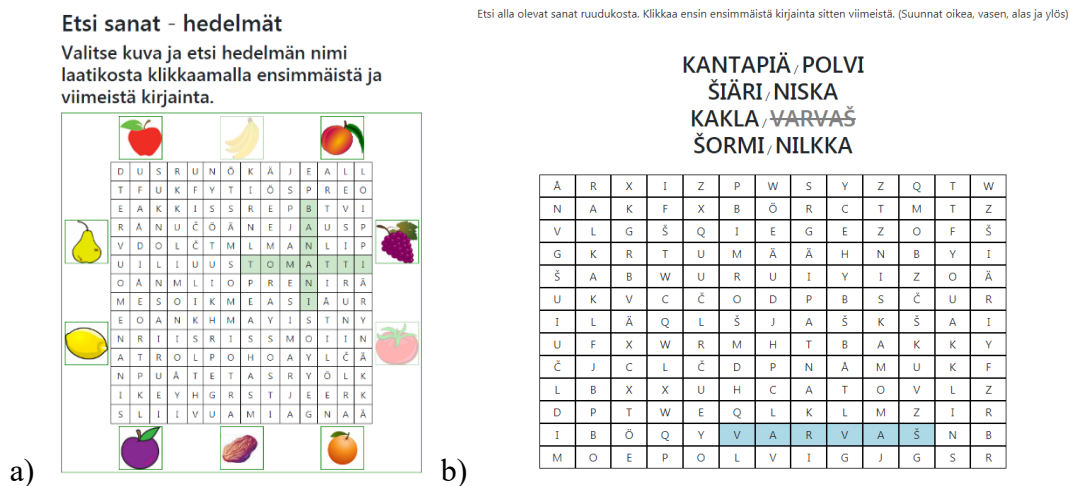 Etsi sanat - hedelmät
Valitse kuva ja etsi hedelmän nimi
laatikosta klikkaamalla ensimmäistä ja
viimeistä kirjainta.
D U S R U N Ö K Ä J E A L L
T F U K F Y T I Ö S P R E O
E A K K I S S R E P B T V I
R Å N U Č Ö Ä N E J A U S P
V D O L Č T M L M A N L I P
U I L I U U S T O M A T T I
O Å N M L I O P R E N I R Ä
M E S O I K M E A S I Å U R
E O A N K H M A Y I S T N Y
N R I I S R I S S M O I I N
A T R O L P O H O A Y L Č Ä
N P U Å T E T A S R Y Ö L K
I K E Y H G R S T J E E R K
S L I I V U A M I A G N A Ä
a)
Etsi alla olevat sanat ruudukosta. Klikkaa ensin ensimmäistä kirjainta sitten viimeistä. (Suunnat oikea, vasen, alas ja ylös)
KANTAPIÄ / POLVI
ŠIÄRI / NISKA
KAKLA / VARVAŠ
ŠORMI / NILKKA
Å R X I Z P W S Y Z Q T W
N A K F X B Ö R C T M T Z
V L G Š Q I E G E Z O F Š
G K R T U M Ä Ä H N B Y I
Š A B W U R U I Y I Z O Ä
U K V C Č O D P B S Č U R
I L Ä Q L Š J A Š K Š A I
U F X W R M H T B A K K Y
Č J C L Č D P N Å M U K F
L B X X U H C A T O V L Z
D P T W E Q L K L M Z I R
I B Ö Q Y V A R V A Š N B
M O E P O L V I G J G S R
b)